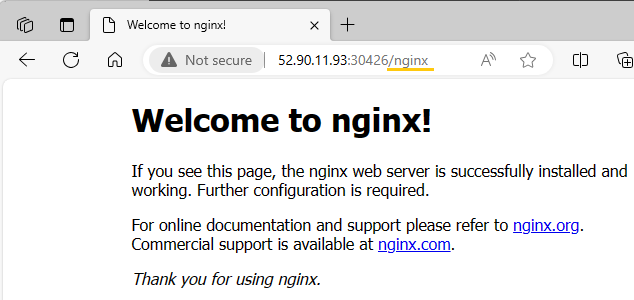 Welcome to nginx!
Not secure
52.90.11.93:30426/nginx
Welcome to nginx!
If you see this page, the nginx web server is successfully installed and
working. Further configuration is required.
For online documentation and support please refer to nginx.org.
Commercial support is available at nginx.com.
Thank you for using nginx.